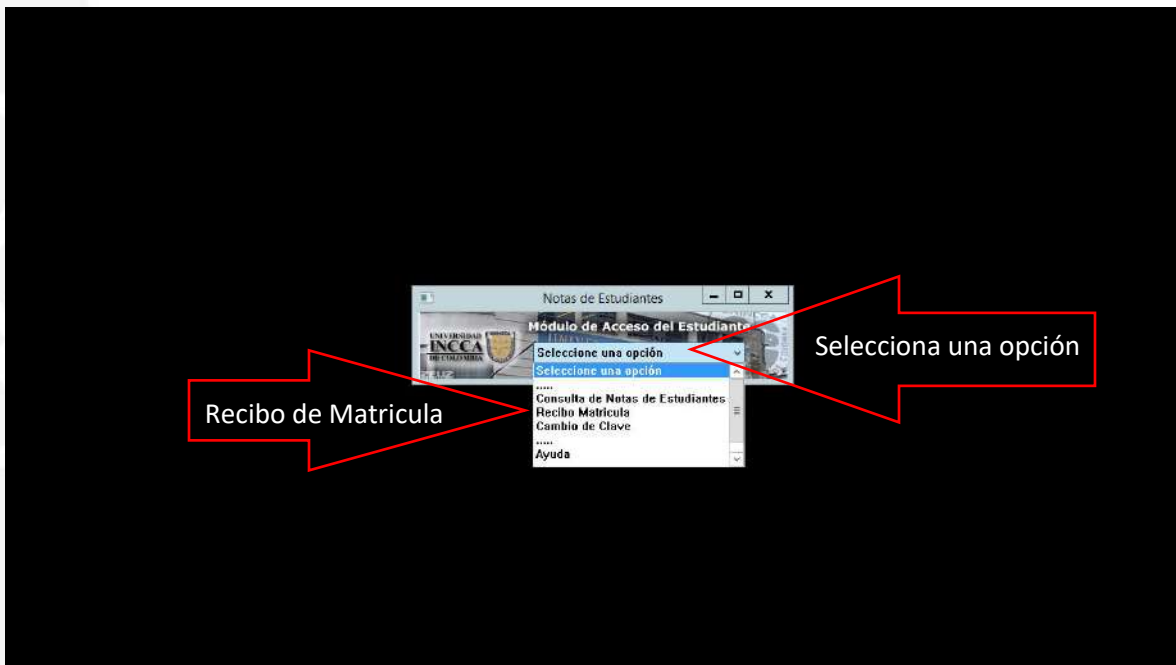 Notas de Estudiantes
Módulo de Acceso del Estudiante
UNIVERSIDAD
INCCA
DE COLOMBIA
Seleccione una opción
Selecciona una opción
Seleccione una opción
.....
Consulta de Notas de Estudiantes
Recibo Matricula
Recibo de Matricula
Cambio de Clave
.....
Ayuda